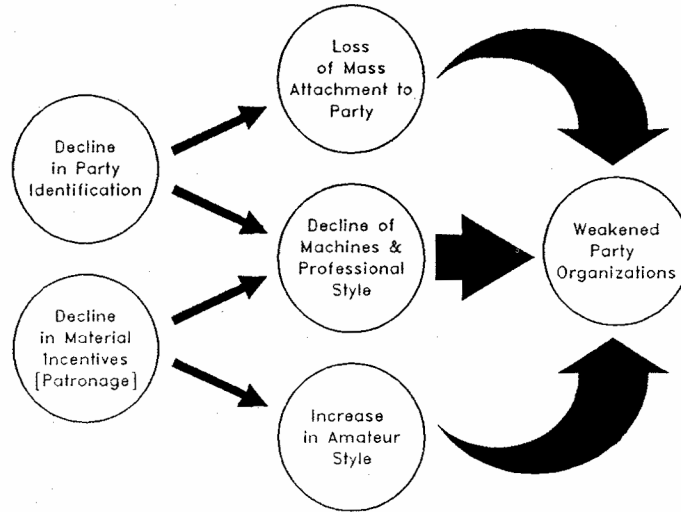 Loss
of Mass
Attachment to
Party
Decline
in Party
Identification
Decline of
Machines &
Professional
Style
Weakened
Party
Organizations
Decline
in Material
Incentives
[Patronage]
Increase
in Amateur
Style